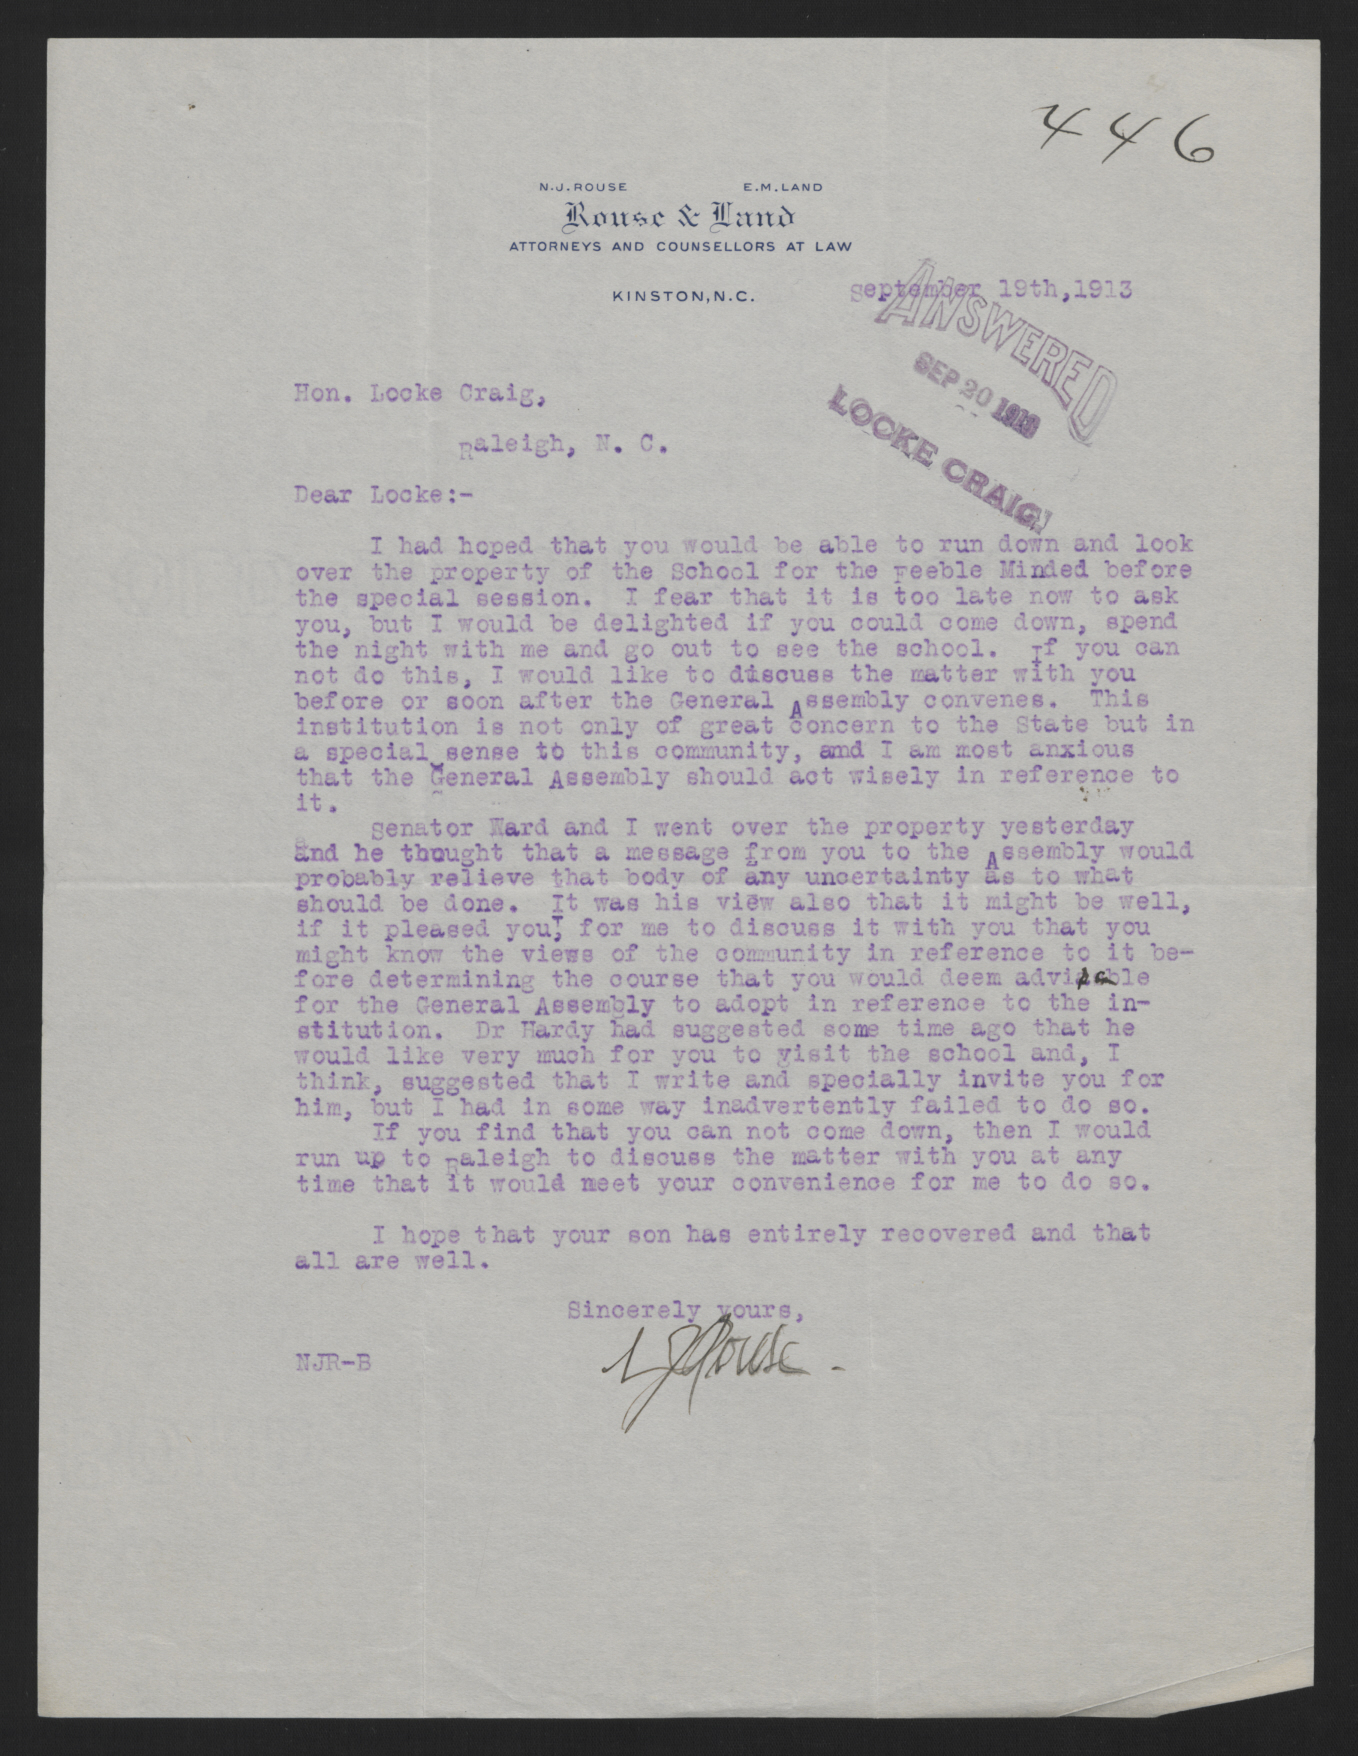 446
N.J.ROUSE E.M.LAND
Rouse & Land
ATTORNEYS AND COUNSELLORS AT LAW
KINSTON,N.C.
September 19th,1913
ANSWERED
SEP 20 1913
LOCKE CRAIG.
Hon. Locke Craig,
Raleigh, N. C.
Dear Locke:-
I had hoped that you would be able to run down and look
over the property of the School for the Feeble Minded before
the special session. I fear that it is too late now to ask
you, but I would be delighted if you could come down, spend
the night with me and go out to see the school. If you can
not do this, I would like to discuss the matter with you
before or soon after the General Assembly convenes. This
institution is not only of great concern to the State but in
a special sense to this community, and I am most anxious
that the General Assembly should act wisely in reference to
it.
Senator Ward and I went over the property yesterday
and he thought that a message from you to the Assembly would
probably relieve that body of any uncertainty as to what
should be done. It was his view also that it might be well,
if it pleased you, for me to discuss it with you that you
might know the views of the community in reference to it be-
fore determining the course that you would deem advisable
for the General Assembly to adopt in reference to the in-
stitution. Dr Hardy had suggested some time ago that he
would like very much for you to visit the school and, I
think, suggested that I write and specially invite you for
him, but I had in some way inadvertently failed to do so.
If you find that you can not come down, then I would
run up to Raleigh to discuss the matter with you at any
time that it would meet your convenience for me to do so.
I hope that your son has entirely recovered and that
all are well.
Sincerely yours,
NJRouse
NJR-B